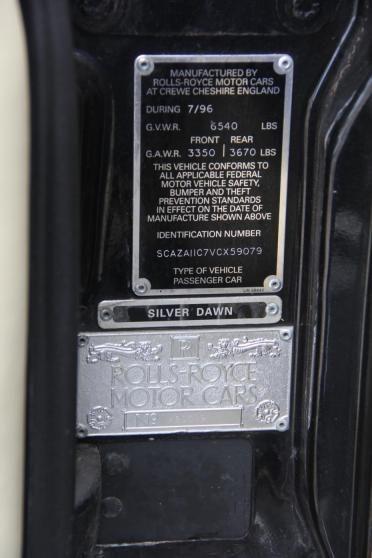 MANUFACTURED BY
ROLLS-ROYCE MOTOR CARS
AT CREWE CHESHIRE ENGLAND
DURING 7/96
G.V.W.R. 6540 LBS
FRONT REAR
G.A.W.R. 3350 | 3670 LBS
THIS VEHICLE CONFORMS TO
ALL APPLICABLE FEDERAL
MOTOR VEHICLE SAFETY,
BUMPER AND THEFT
PREVENTION STANDARDS
IN EFFECT ON THE DATE OF
MANUFACTURE SHOWN ABOVE
IDENTIFICATION NUMBER
SCAZA11C7VCX59079
TYPE OF VEHICLE
PASSENGER CAR
SILVER DAWN
ROLLS-ROYCE
MOTOR CARS